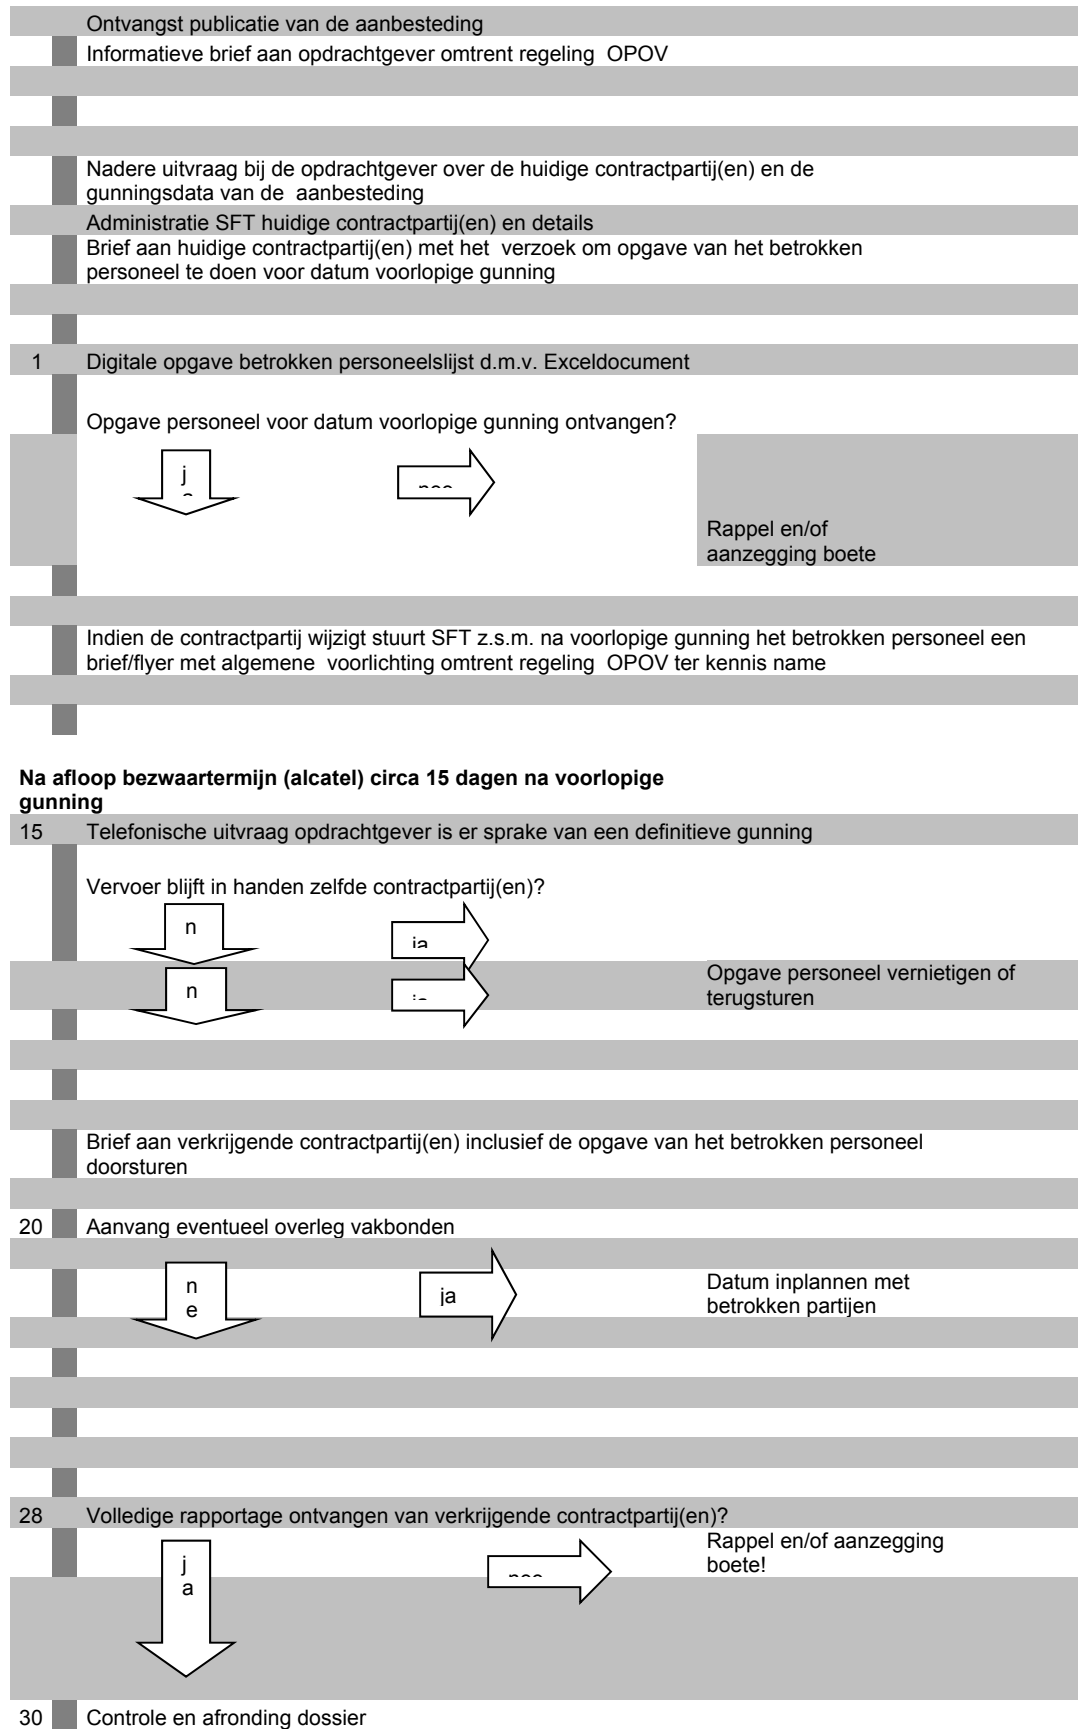 Ontvangst publicatie van de aanbesteding
Informatieve brief aan opdrachtgever omtrent regeling OPOV
Nadere uitvraag bij de opdrachtgever over de huidige contractpartij(en) en de
gunningsdata van de aanbesteding
Administratie SFT huidige contractpartij(en) en details
Brief aan huidige contractpartij(en) met het verzoek om opgave van het betrokken
personeel te doen voor datum voorlopige gunning
1 Digitale opgave betrokken personeelslijst d.m.v. Exceldocument
Opgave personeel voor datum voorlopige gunning ontvangen?
j
Rappel en/of
aanzegging boete
Indien de contractpartij wijzigt stuurt SFT z.s.m. na voorlopige gunning het betrokken personeel een
brief/flyer met algemene voorlichting omtrent regeling OPOV ter kennis name
Na afloop bezwaartermijn (alcatel) circa 15 dagen na voorlopige
gunning
15 Telefonische uitvraag opdrachtgever is er sprake van een definitieve gunning
Vervoer blijft in handen zelfde contractpartij(en)?
n
ja
n
Opgave personeel vernietigen of
terugsturen
Brief aan verkrijgende contractpartij(en) inclusief de opgave van het betrokken personeel
doorsturen
20 Aanvang eventueel overleg vakbonden
n
e
ja
Datum inplannen met
betrokken partijen
28 Volledige rapportage ontvangen van verkrijgende contractpartij(en)?
j
a
Rappel en/of aanzegging
boete!
30 Controle en afronding dossier